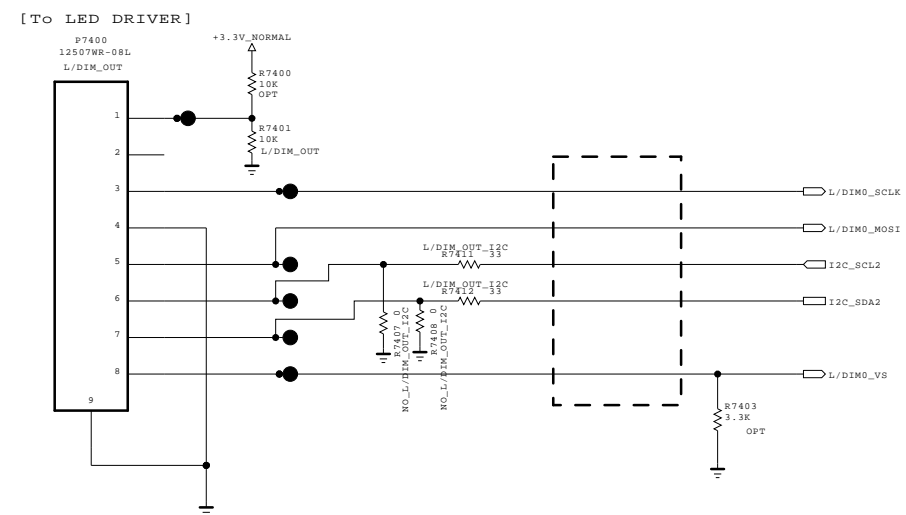 [To LED DRIVER]
P7400
12507WR-08L
L/DIM_OUT
+3.3V_NORMAL
R7400
10K
OPT
1
R7401
10K
L/DIM_OUT
2
3
L/DIM0_SCLK
4
L/DIM0_MOSI
L/DIM_OUT_I2C
R7411 33
5
I2C_SCL2
L/DIM_OUT_I2C
R7412 33
6
I2C_SDA2
R7407 0
NO_L/DIM_OUT_I2C
R7408 0
NO_L/DIM_OUT_I2C
7
8
L/DIM0_VS
9
R7403
3.3K
OPT